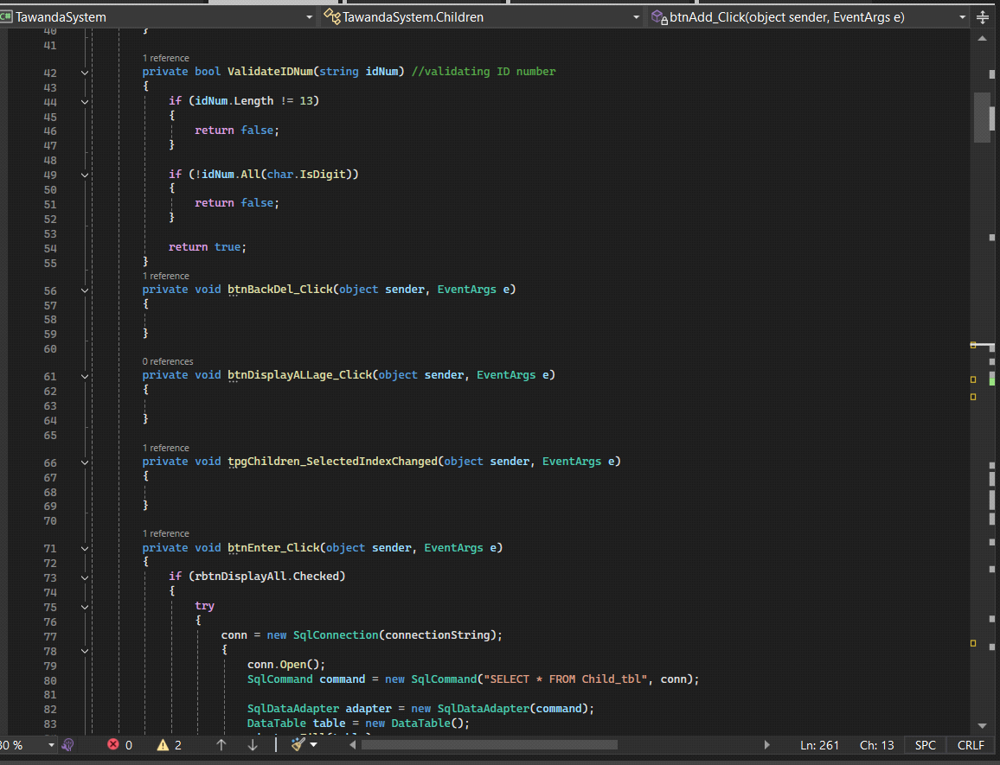 C# TawandaSystem TawandaSystem.Children btnAdd_Click(object sender, EventArgs e)
40 }
41
1 reference
42 private bool ValidateIDNum(string idNum) //validating ID number
43 {
44 if (idNum.Length != 13)
45 {
46 return false;
47 }
48
49 if (!idNum.All(char.IsDigit))
50 {
51 return false;
52 }
53
54 return true;
55 }
1 reference
56 private void btnBackDel_Click(object sender, EventArgs e)
57 {
58
59 }
60
0 references
61 private void btnDisplayALLage_Click(object sender, EventArgs e)
62 {
63
64 }
65
1 reference
66 private void tpgChildren_SelectedIndexChanged(object sender, EventArgs e)
67 {
68
69 }
70
1 reference
71 private void btnEnter_Click(object sender, EventArgs e)
72 {
73 if (rbtnDisplayAll.Checked)
74 {
75 try
76 {
77 conn = new SqlConnection(connectionString);
78 {
79 conn.Open();
80 SqlCommand command = new SqlCommand("SELECT * FROM Child_tbl", conn);
81
82 SqlDataAdapter adapter = new SqlDataAdapter(command);
83 DataTable table = new DataTable();
0 2 Ln: 261 Ch: 13 SPC CRLF